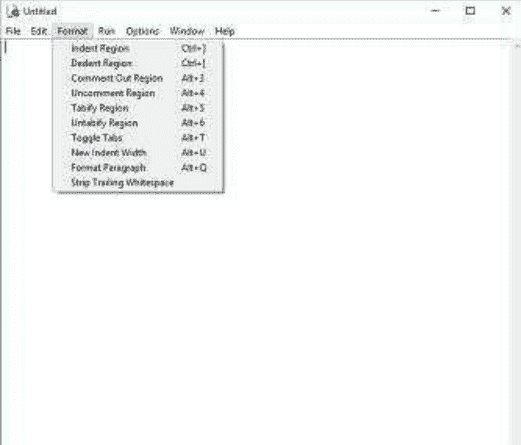 Untitled
File Edit Format Run Options Window Help
Indent Region Ctrl+]
Dedent Region Ctrl+[
Comment Out Region Alt+3
Uncomment Region Alt+4
Tabify Region Alt+5
Untabify Region Alt+6
Toggle Tabs Alt+T
New Indent Width Alt+U
Format Paragraph Alt+Q
Strip Trailing Whitespace